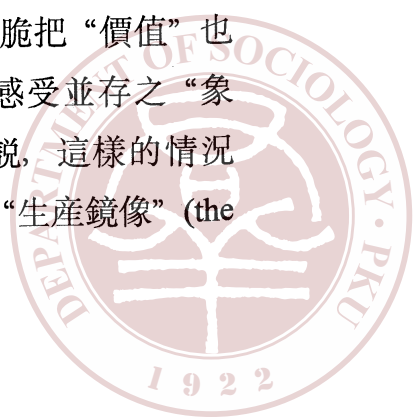 脆把“價值”也
感受並存之“象
説，這樣的情況
“生産鏡像”(the
DEPARTMENT OF SOCIOLOGY · PKU
1922